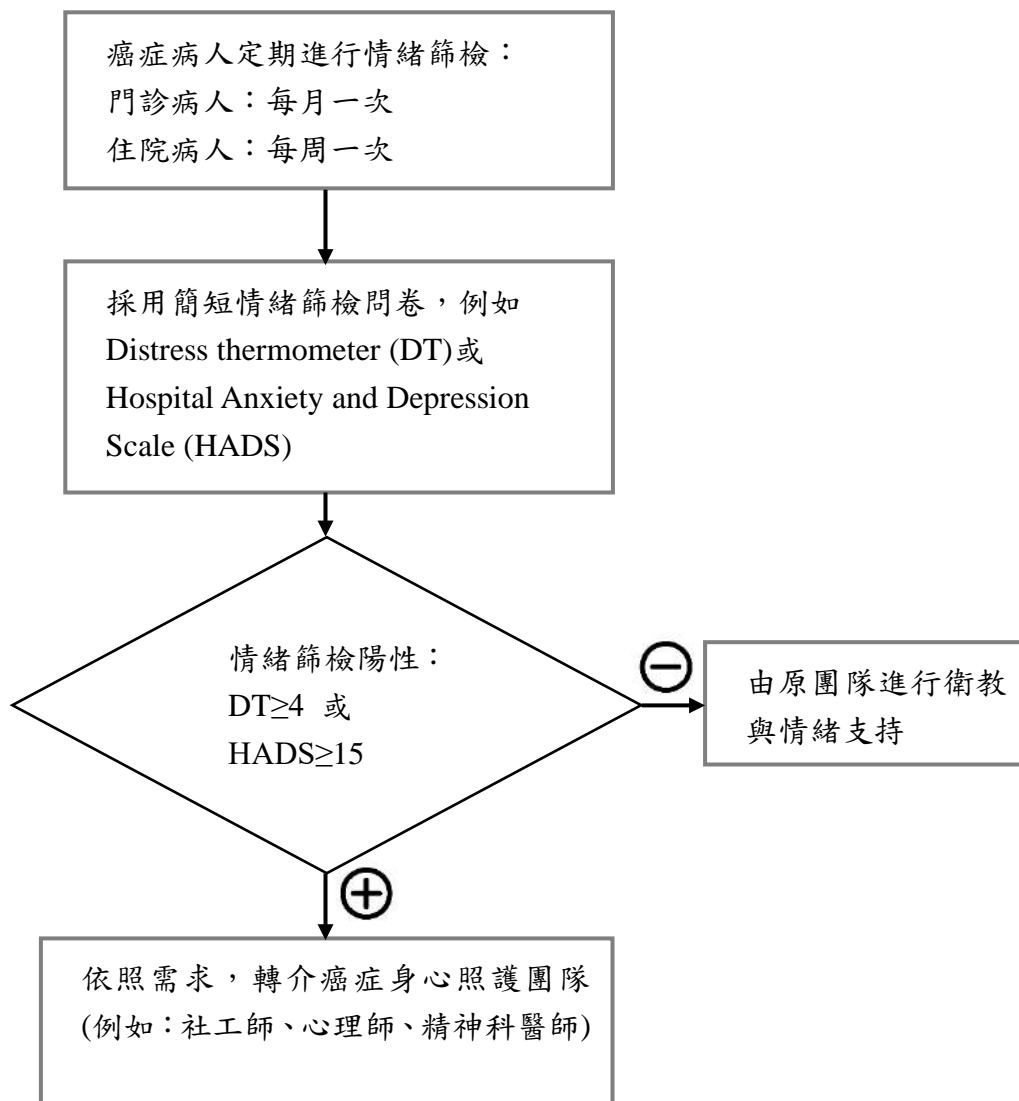 癌症病人定期進行情緒篩檢：
門診病人：每月一次
住院病人：每周一次
採用簡短情緒篩檢問卷，例如
Distress thermometer (DT)或
Hospital Anxiety and Depression
Scale (HADS)
情緒篩檢陽性：
DT≥4 或
HADS≥15
由原團隊進行衛教
與情緒支持
依照需求，轉介癌症身心照護團隊
(例如：社工師、心理師、精神科醫師)